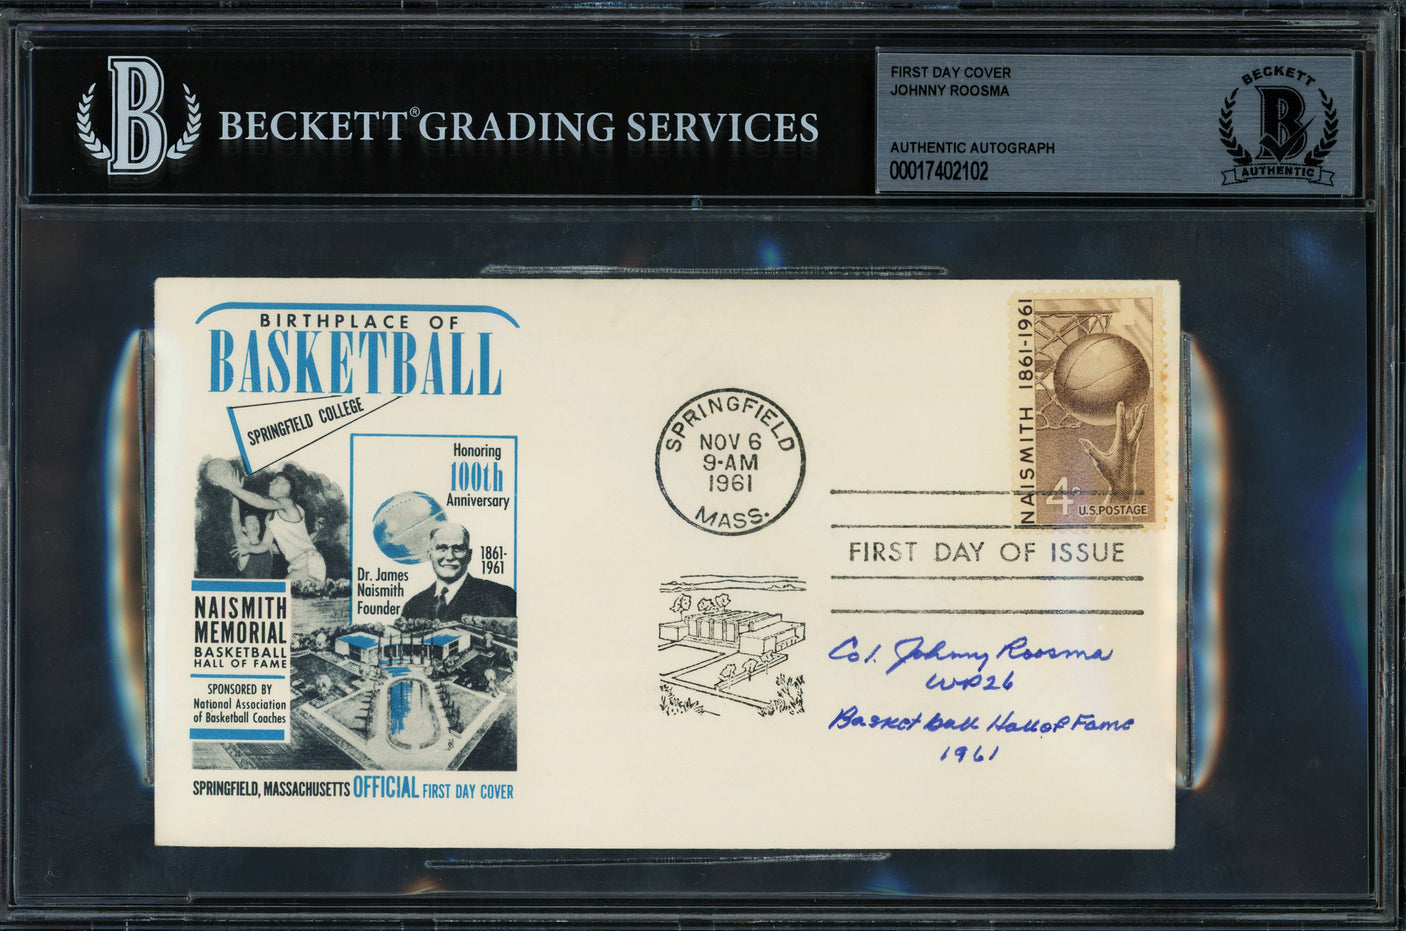 B
BECKETT® GRADING SERVICES
FIRST DAY COVER
JOHNNY ROOSMA
AUTHENTIC AUTOGRAPH
00017402102
BECKETT
B
AUTHENTIC
BIRTHPLACE OF
BASKETBALL
SPRINGFIELD COLLEGE
Honoring
100th
Anniversary
1861-
1961
Dr. James
Naismith
Founder
NAISMITH
MEMORIAL
BASKETBALL
HALL OF FAME
SPONSORED BY
National Association
of Basketball Coaches
SPRINGFIELD, MASSACHUSETTS OFFICIAL FIRST DAY COVER
SPRINGFIELD
NOV 6
9-AM
1961
MASS.
NAISMITH 1861-1961
4c
U.S. POSTAGE
FIRST DAY OF ISSUE
Col. Johnny Roosma
WP26
Basketball Hall of Fame
1961